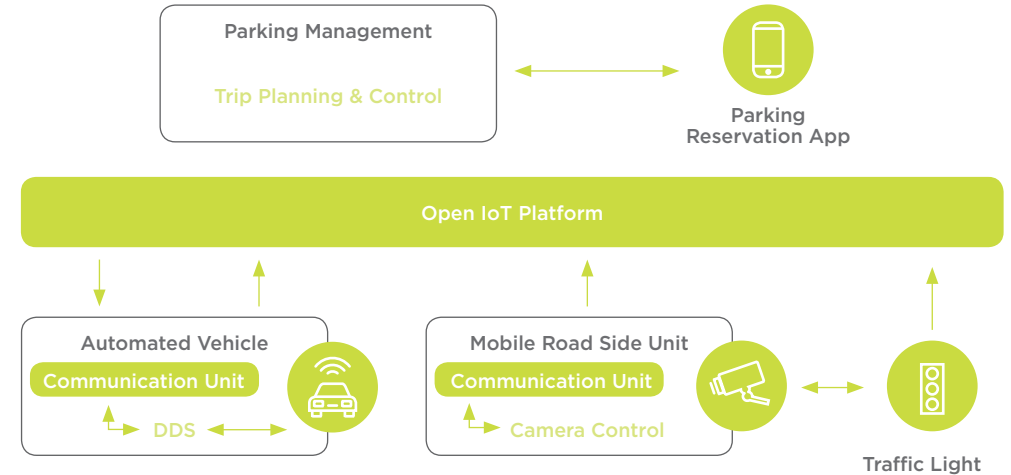 Parking Management
Trip Planning & Control
Parking
Reservation App
Open IoT Platform
Automated Vehicle
Communication Unit
DDS
Mobile Road Side Unit
Communication Unit
Camera Control
Traffic Light